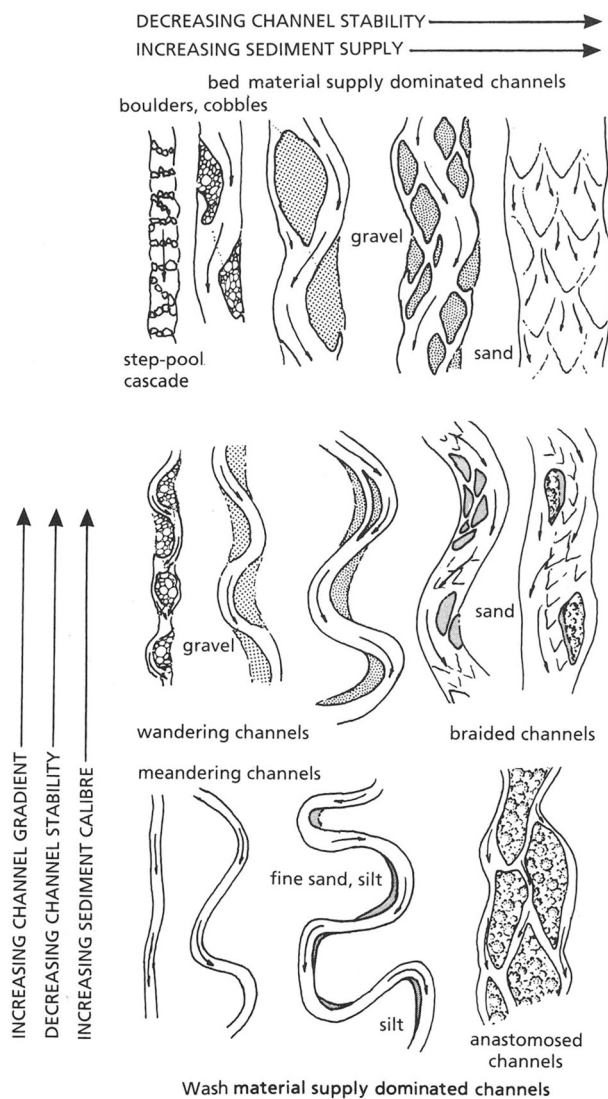 DECREASING CHANNEL STABILITY
INCREASING SEDIMENT SUPPLY
bed material supply dominated channels
boulders, cobbles
gravel
step-pool
cascade
sand
gravel
sand
wandering channels
braided channels
meandering channels
fine sand, silt
silt
anastomosed
channels
INCREASING CHANNEL GRADIENT
DECREASING CHANNEL STABILITY
INCREASING SEDIMENT CALIBRE
Wash material supply dominated channels